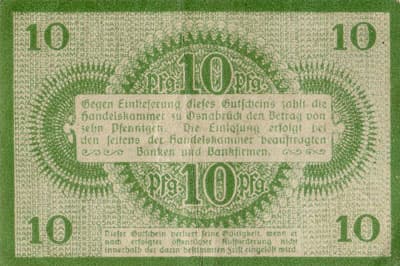 10 10
Pfg. 10 Pfg.
Gegen Einlieferung dieses Gutscheins zahlt die
Handelskammer zu Osnabrück den Betrag von
zehn Pfennigen. Die Einlösung erfolgt bei
den seitens der Handelskammer beauftragten
Banken und Bankfirmen.
Pfg. 10 Pfg.
10 10
Dieser Gutschein verliert seine Gültigkeit, wenn er
nach erfolgter öffentlicher Aufforderung nicht
innerhalb der darin bestimmten Frist eingelöst wird.